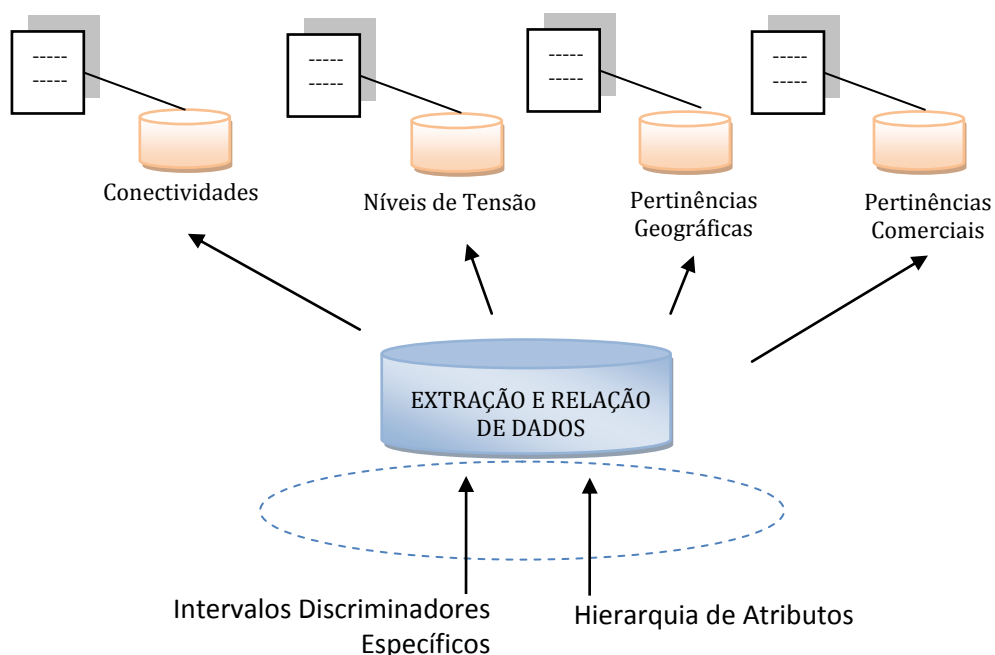 -----
-----
-----
-----
-----
-----
-----
-----
Conectividades
Níveis de Tensão
Pertinências
Geográficas
Pertinências
Comerciais
EXTRAÇÃO E RELAÇÃO
DE DADOS
Intervalos Discriminadores
Específicos
Hierarquia de Atributos